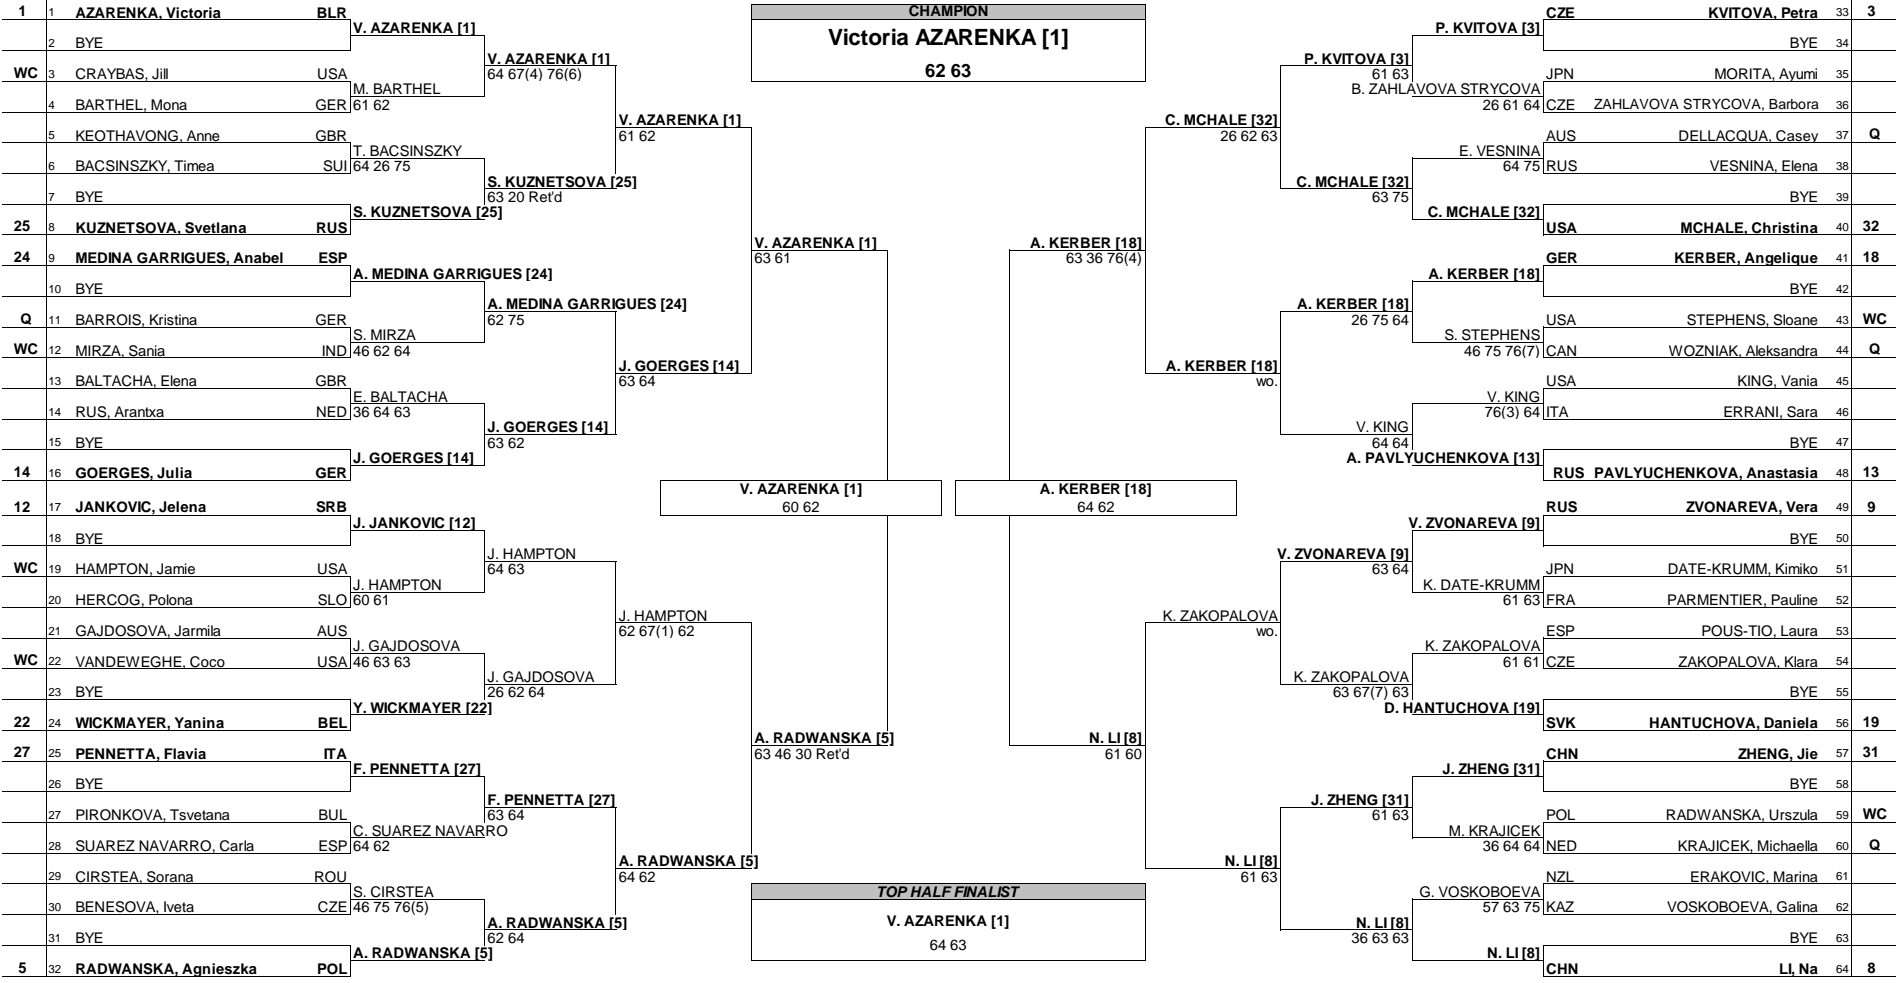 1 1 AZARENKA, Victoria BLR
V. AZARENKA [1]
2 BYE
V. AZARENKA [1]
64 67(4) 76(6)
WC 3 CRAYBAS, Jill USA
M. BARTHEL
4 BARTHEL, Mona GER 61 62
V. AZARENKA [1]
61 62
5 KEOTHAVONG, Anne GBR
T. BACSINSZKY
6 BACSINSZKY, Timea SUI 64 26 75
S. KUZNETSOVA [25]
63 20 Ret'd
7 BYE
S. KUZNETSOVA [25]
25 8 KUZNETSOVA, Svetlana RUS
V. AZARENKA [1]
63 61
24 9 MEDINA GARRIGUES, Anabel ESP
A. MEDINA GARRIGUES [24]
10 BYE
A. MEDINA GARRIGUES [24]
62 75
Q 11 BARROIS, Kristina GER
S. MIRZA
WC 12 MIRZA, Sania IND 46 62 64
J. GOERGES [14]
63 64
13 BALTACHA, Elena GBR
E. BALTACHA
14 RUS, Arantxa NED 36 64 63
J. GOERGES [14]
63 62
15 BYE
J. GOERGES [14]
14 16 GOERGES, Julia GER
V. AZARENKA [1]
60 62
12 17 JANKOVIC, Jelena SRB
J. JANKOVIC [12]
18 BYE
J. HAMPTON
64 63
WC 19 HAMPTON, Jamie USA
J. HAMPTON
20 HERCOG, Polona SLO 60 61
J. HAMPTON
62 67(1) 62
21 GAJDOSOVA, Jarmila AUS
J. GAJDOSOVA
WC 22 VANDEWEGHE, Coco USA 46 63 63
J. GAJDOSOVA
26 62 64
23 BYE
Y. WICKMAYER [22]
22 24 WICKMAYER, Yanina BEL
A. RADWANSKA [5]
63 46 30 Ret'd
27 25 PENNETTA, Flavia ITA
F. PENNETTA [27]
26 BYE
F. PENNETTA [27]
63 64
27 PIRONKOVA, Tsvetana BUL
C. SUAREZ NAVARRO
28 SUAREZ NAVARRO, Carla ESP 64 62
A. RADWANSKA [5]
64 62
29 CIRSTEA, Sorana ROU
S. CIRSTEA
30 BENESOVA, Iveta CZE 46 75 76(5)
A. RADWANSKA [5]
62 64
31 BYE
A. RADWANSKA [5]
5 32 RADWANSKA, Agnieszka POL
CHAMPION
Victoria AZARENKA [1]
62 63
TOP HALF FINALIST
V. AZARENKA [1]
64 63
CZE KVITOVA, Petra 33 3
P. KVITOVA [3]
BYE 34
P. KVITOVA [3]
61 63
JPN MORITA, Ayumi 35
B. ZAHLAVOVA STRYCOVA
26 61 64 CZE ZAHLAVOVA STRYCOVA, Barbora 36
C. MCHALE [32]
26 62 63
AUS DELLACQUA, Casey 37 Q
E. VESNINA
64 75 RUS VESNINA, Elena 38
C. MCHALE [32]
63 75
BYE 39
C. MCHALE [32]
USA MCHALE, Christina 40 32
A. KERBER [18]
63 36 76(4)
GER KERBER, Angelique 41 18
A. KERBER [18]
BYE 42
A. KERBER [18]
26 75 64
USA STEPHENS, Sloane 43 WC
S. STEPHENS
46 75 76(7) CAN WOZNIAK, Aleksandra 44 Q
A. KERBER [18]
wo.
USA KING, Vania 45
V. KING
76(3) 64 ITA ERRANI, Sara 46
V. KING
64 64
BYE 47
A. PAVLYUCHENKOVA [13]
RUS PAVLYUCHENKOVA, Anastasia 48 13
A. KERBER [18]
64 62
RUS ZVONAREVA, Vera 49 9
V. ZVONAREVA [9]
BYE 50
V. ZVONAREVA [9]
63 64
JPN DATE-KRUMM, Kimiko 51
K. DATE-KRUMM
61 63 FRA PARMENTIER, Pauline 52
K. ZAKOPALOVA
wo.
ESP POUS-TIO, Laura 53
K. ZAKOPALOVA
61 61 CZE ZAKOPALOVA, Klara 54
K. ZAKOPALOVA
63 67(7) 63
BYE 55
D. HANTUCHOVA [19]
SVK HANTUCHOVA, Daniela 56 19
N. LI [8]
61 60
CHN ZHENG, Jie 57 31
J. ZHENG [31]
BYE 58
J. ZHENG [31]
61 63
POL RADWANSKA, Urszula 59 WC
M. KRAJICEK
36 64 64 NED KRAJICEK, Michaella 60 Q
N. LI [8]
61 63
NZL ERAKOVIC, Marina 61
G. VOSKOBOEVA
57 63 75 KAZ VOSKOBOEVA, Galina 62
N. LI [8]
36 63 63
BYE 63
N. LI [8]
CHN LI, Na 64 8